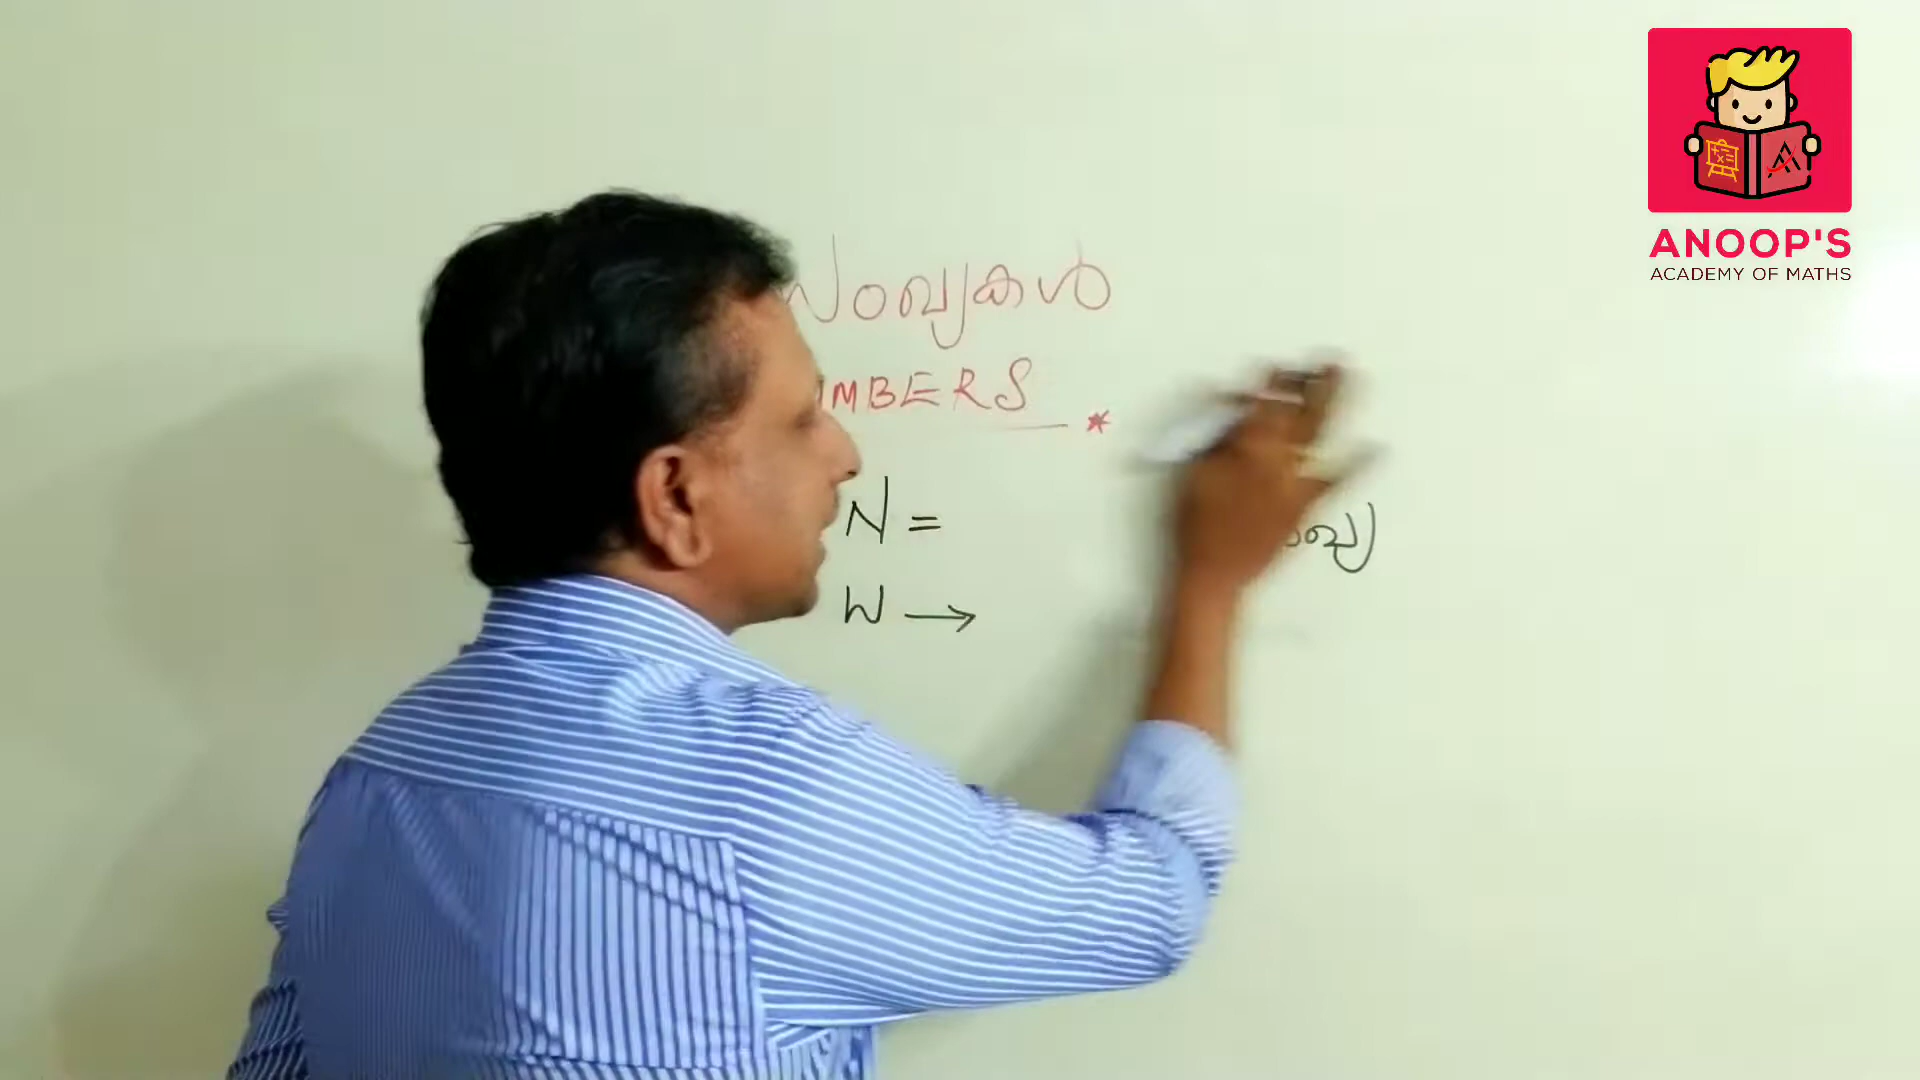 ANOOP'S
ACADEMY OF MATHS
സംഖ്യകൾ
MBERS
N =
W →